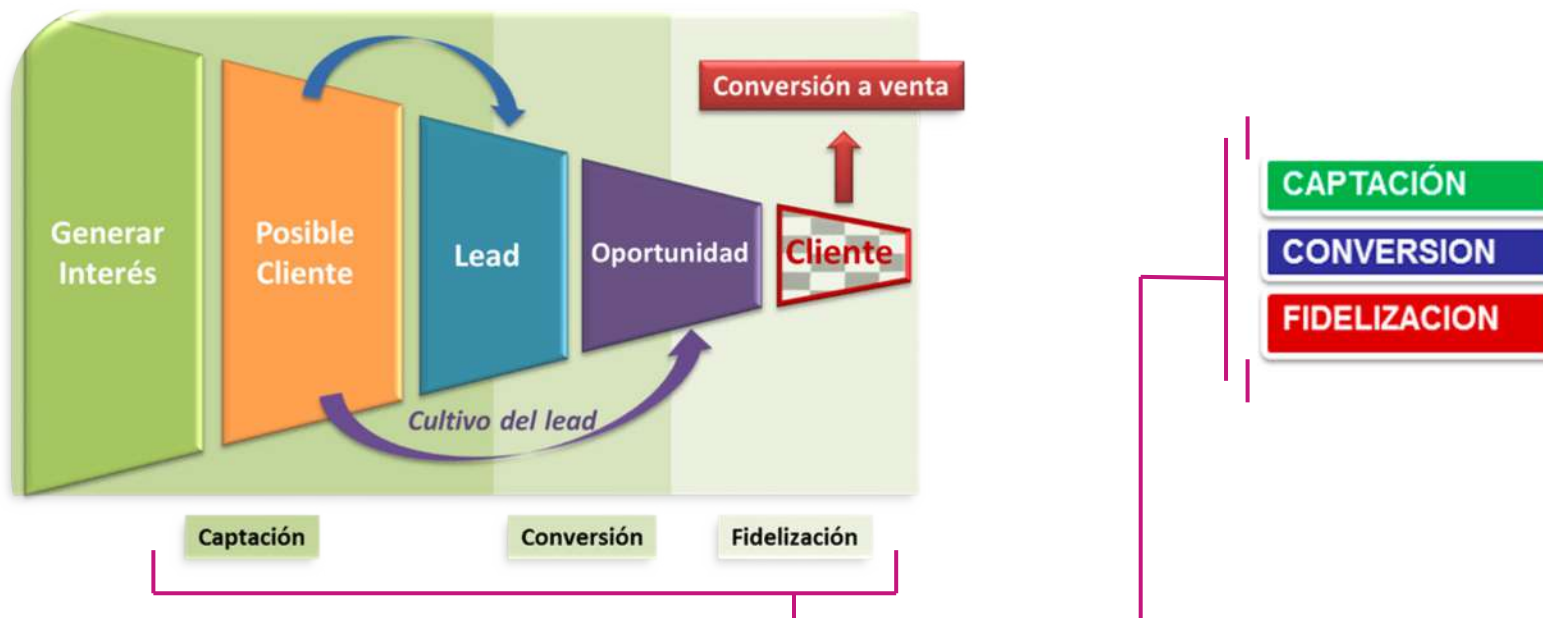 Generar
Interés
Posible
Cliente
Lead
Oportunidad
Cliente
Conversión a venta
Cultivo del lead
Captación
Conversión
Fidelización
CAPTACIÓN
CONVERSION
FIDELIZACION